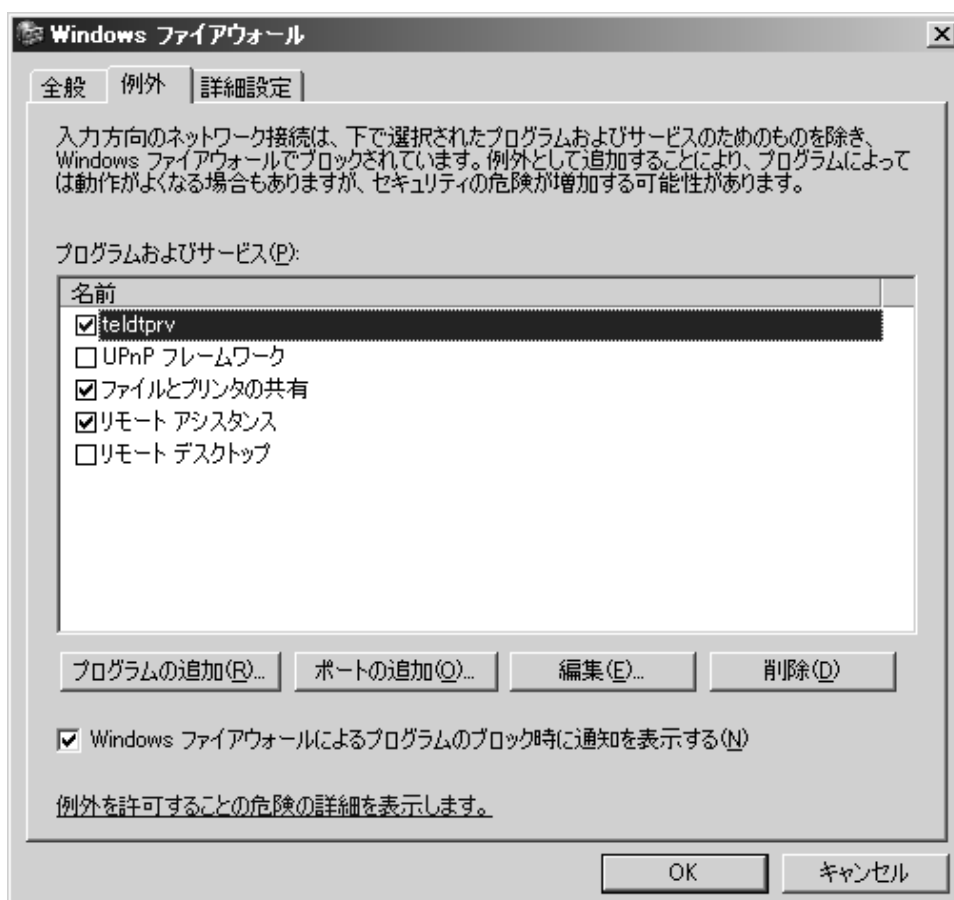 Windows ファイアウォール
全般 例外 詳細設定
入力方向のネットワーク接続は、下で選択されたプログラムおよびサービスのためのものを除き、
Windows ファイアウォールでブロックされています。例外として追加することにより、プログラムによって
は動作がよくなる場合もありますが、セキュリティの危険が増加する可能性があります。
プログラムおよびサービス(P):
名前
teldtprv
UPnP フレームワーク
ファイルとプリンタの共有
リモート アシスタンス
リモート デスクトップ
プログラムの追加(R)... ポートの追加(O)... 編集(E)... 削除(D)
Windows ファイアウォールによるプログラムのブロック時に通知を表示する(N)
例外を許可することの危険の詳細を表示します。
OK キャンセル